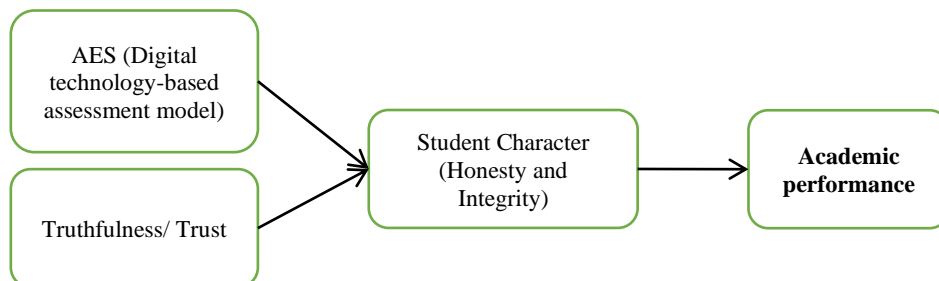 AES (Digital
technology-based
assessment model)
Truthfulness/ Trust
Student Character
(Honesty and
Integrity)
Academic
performance